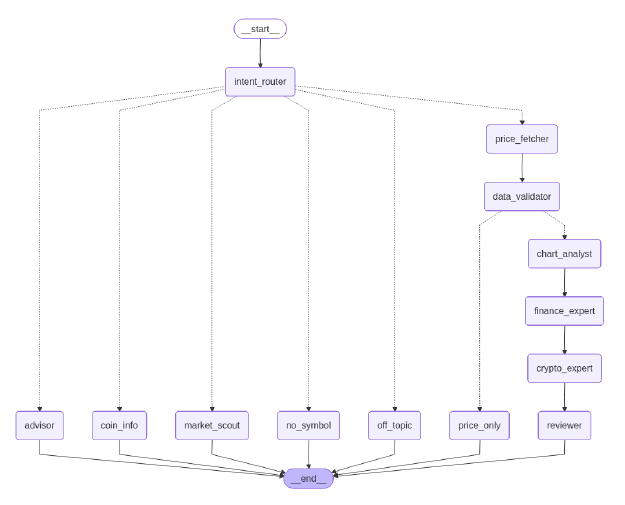 __start__
intent_router
price_fetcher
data_validator
chart_analyst
finance_expert
crypto_expert
advisor
coin_info
market_scout
no_symbol
off_topic
price_only
reviewer
__end__